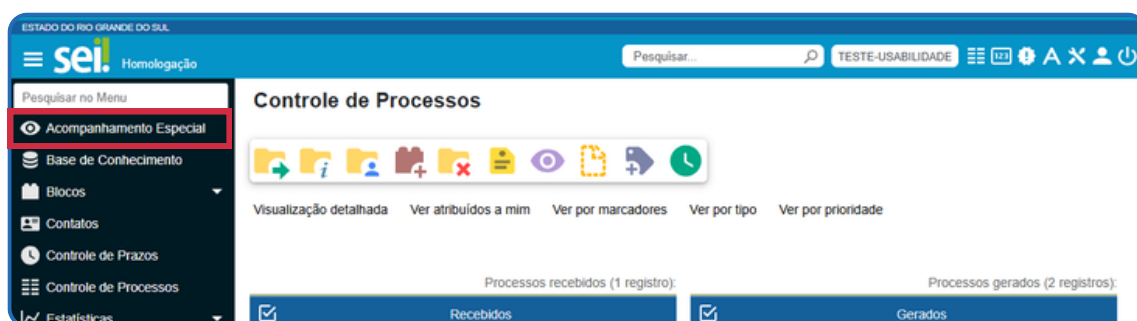 ESTADO DO RIO GRANDE DO SUL
sei! Homologação
Pesquisar...
TESTE-USABILIDADE
123
Pesquisar no Menu
Acompanhamento Especial
Base de Conhecimento
Blocos
Contatos
Controle de Prazos
Controle de Processos
Estatísticas
Controle de Processos
Visualização detalhada Ver atribuídos a mim Ver por marcadores Ver por tipo Ver por prioridade
Processos recebidos (1 registro):
Recebidos
Processos gerados (2 registros):
Gerados